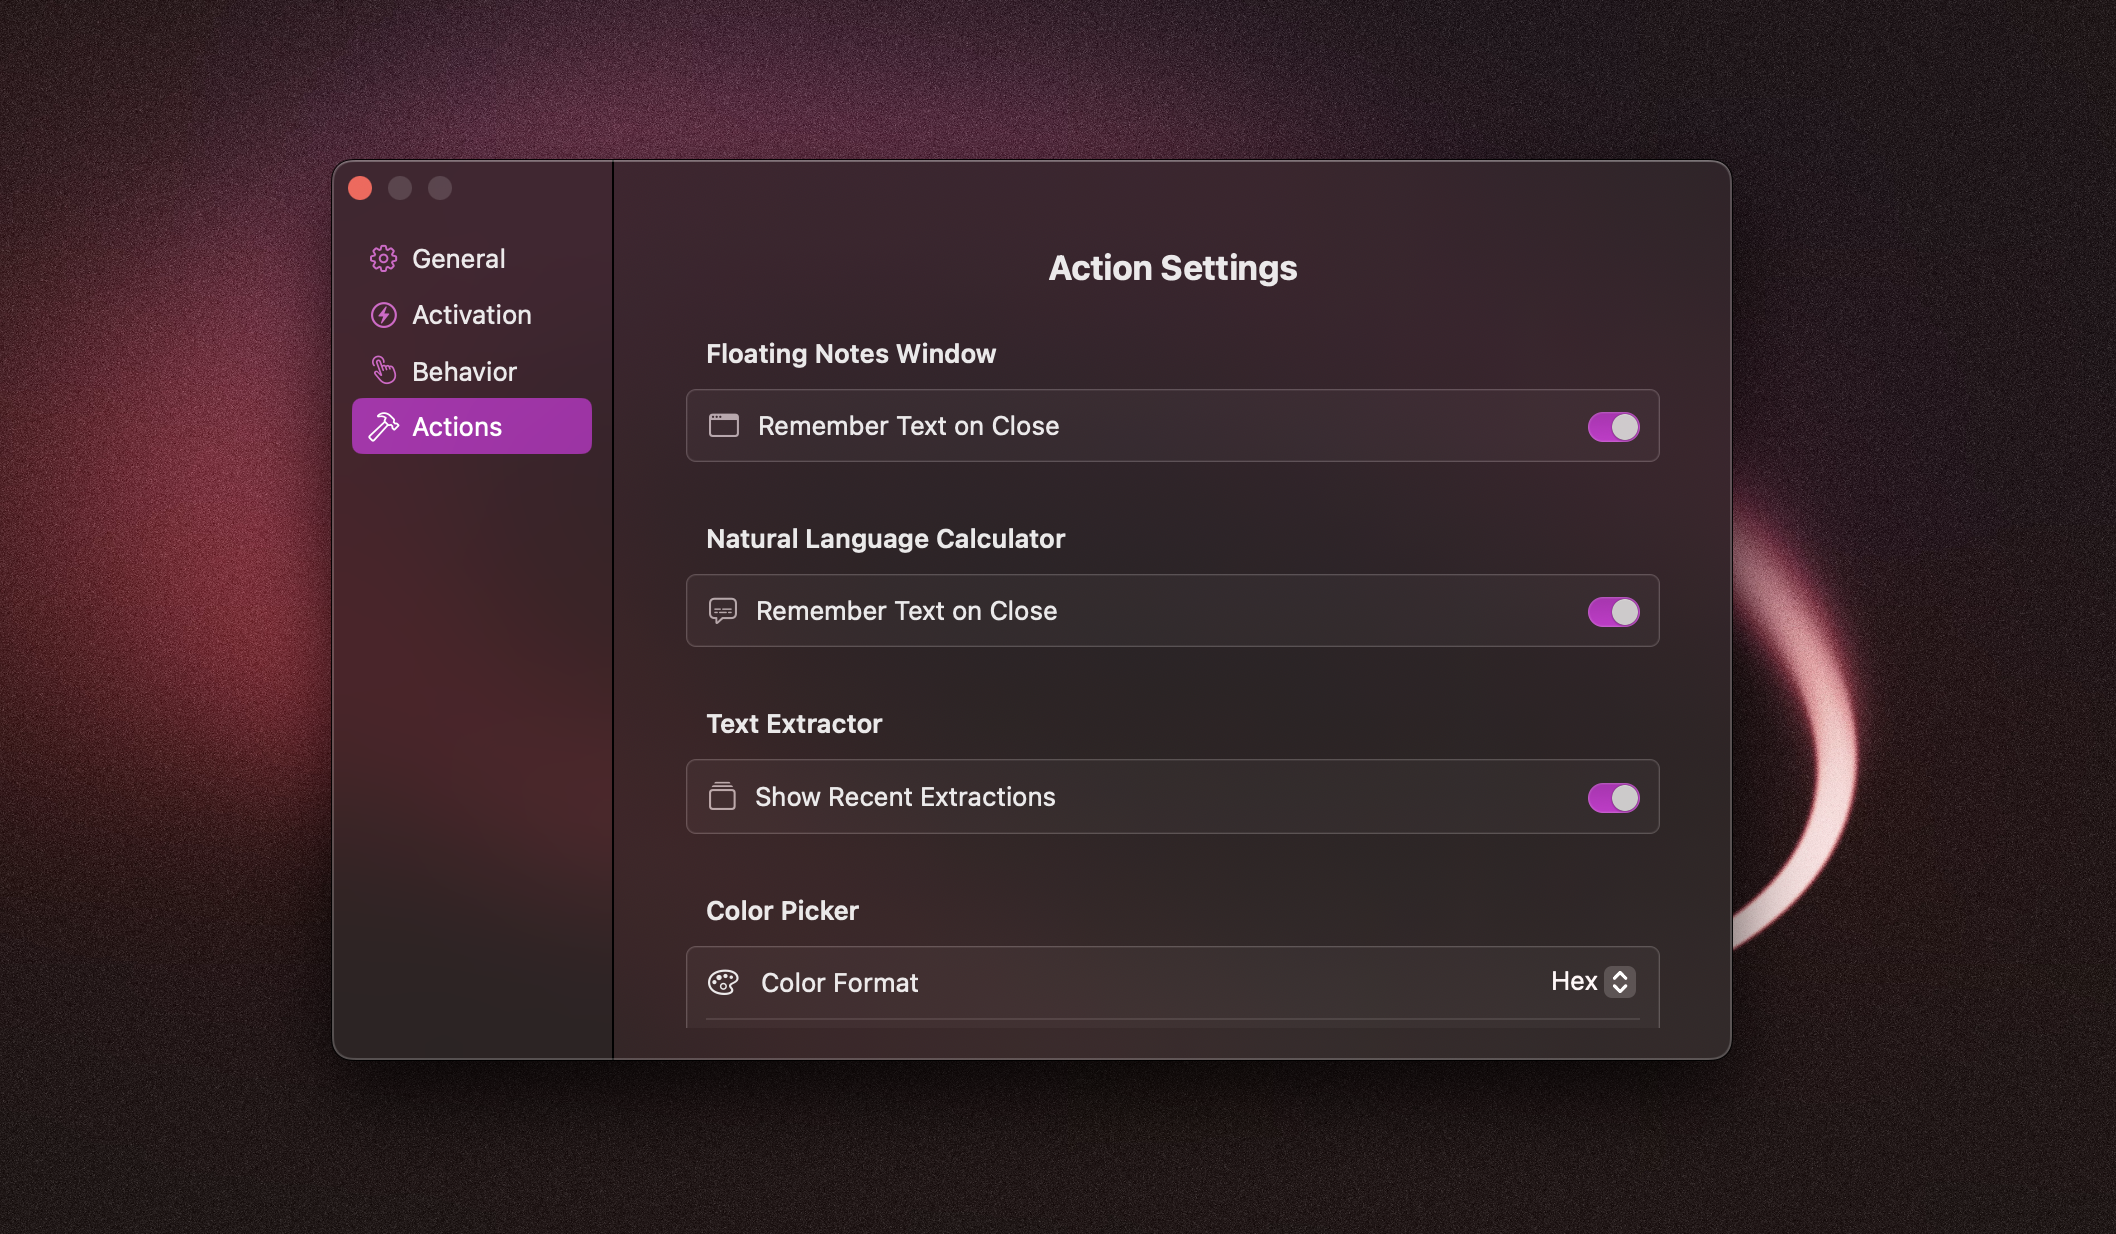 General
Activation
Behavior
Actions
Action Settings
Floating Notes Window
Remember Text on Close
Natural Language Calculator
Remember Text on Close
Text Extractor
Show Recent Extractions
Color Picker
Color Format Hex